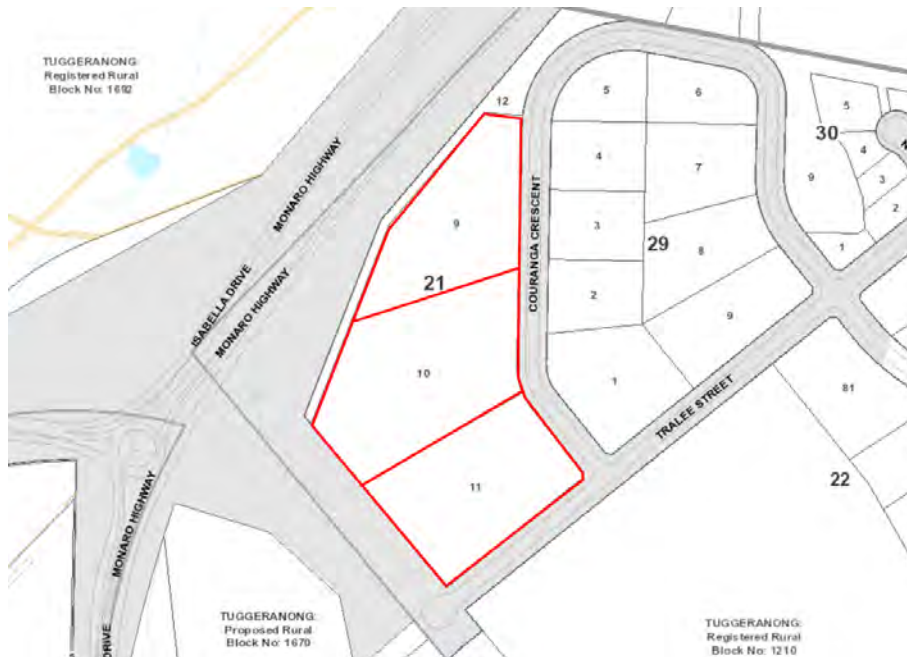 TUGGERANONG:
Registered Rural
Block No: 1692
12
5
6
5
30
4
4
7
3
9
9
2
MONARO HIGHWAY
COURANGA CRESCENT
3
29
8
1
21
ISABELLA DRIVE
MONARO HIGHWAY
2
9
10
1
TRALEE STREET
81
11
22
MONARO HIGHWAY
TUGGERANONG:
Proposed Rural
Block No: 1670
DRIVE
TUGGERANONG:
Registered Rural
Block No: 1210